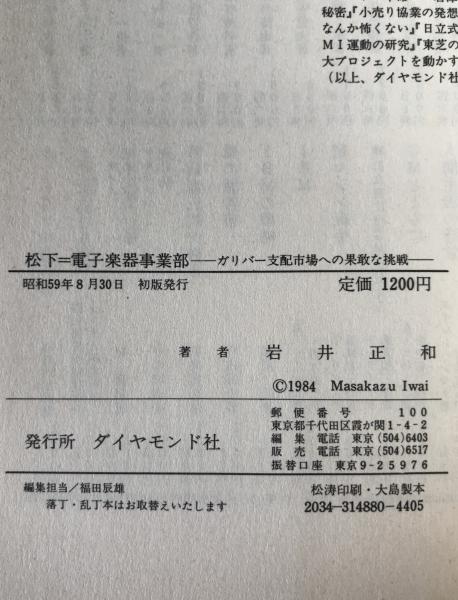 秘密』『小売り協業の発想
なんか怖くない』『日立式
MI運動の研究』『東芝の
大プロジェクトを動かす
(以上、ダイヤモンド社
松下=電子楽器事業部——ガリバー支配市場への果敢な挑戦——
昭和59年8月30日 初版発行 定価 1200円
著者 岩井正和
©1984 Masakazu Iwai
発行所 ダイヤモンド社
郵便番号 100
東京都千代田区霞が関1-4-2
編集 電話 東京(504)6403
販売 電話 東京(504)6517
振替口座 東京9-25976
編集担当/福田辰雄 松涛印刷・大島製本
落丁・乱丁本はお取替えいたします 2034-314880-4405